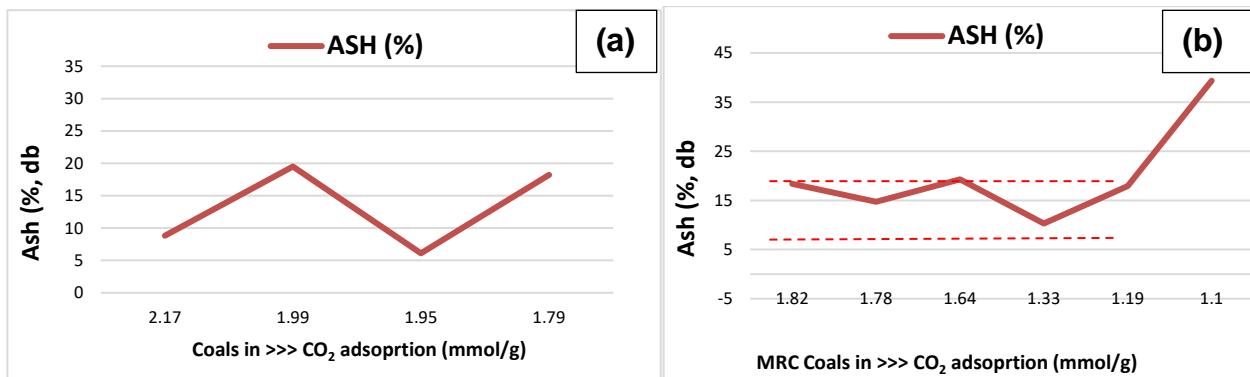 ASH (%)
(a)
35
30
25
20
15
10
5
0
Ash (%, db
2.17 1.99 1.95 1.79
Coals in >>> CO₂ adsoprtion (mmol/g)
ASH (%)
(b)
45
35
25
15
5
-5
Ash (%, db
1.82 1.78 1.64 1.33 1.19 1.1
MRC Coals in >>> CO₂ adsoprtion (mmol/g)